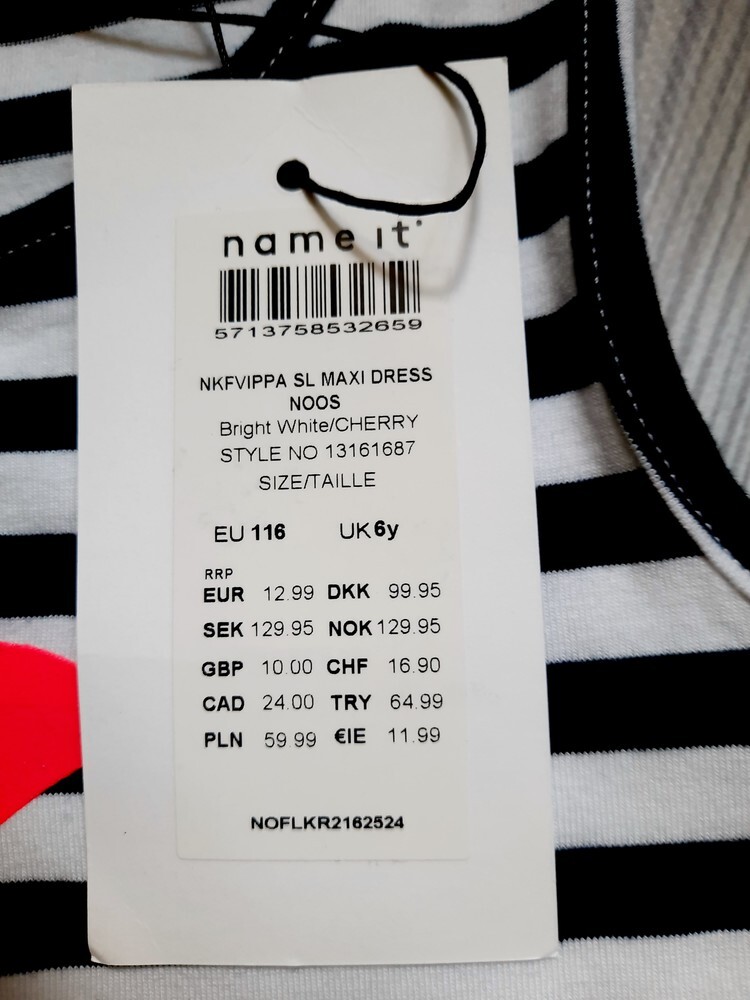 name it
5713758532659
NKFVIPPA SL MAXI DRESS
NOOS
Bright White/CHERRY
STYLE NO 13161687
SIZE/TAILLE
EU 116 UK 6y
RRP
EUR 12.99 DKK 99.95
SEK 129.95 NOK 129.95
GBP 10.00 CHF 16.90
CAD 24.00 TRY 64.99
PLN 59.99 €IE 11.99
NOFLKR2162524